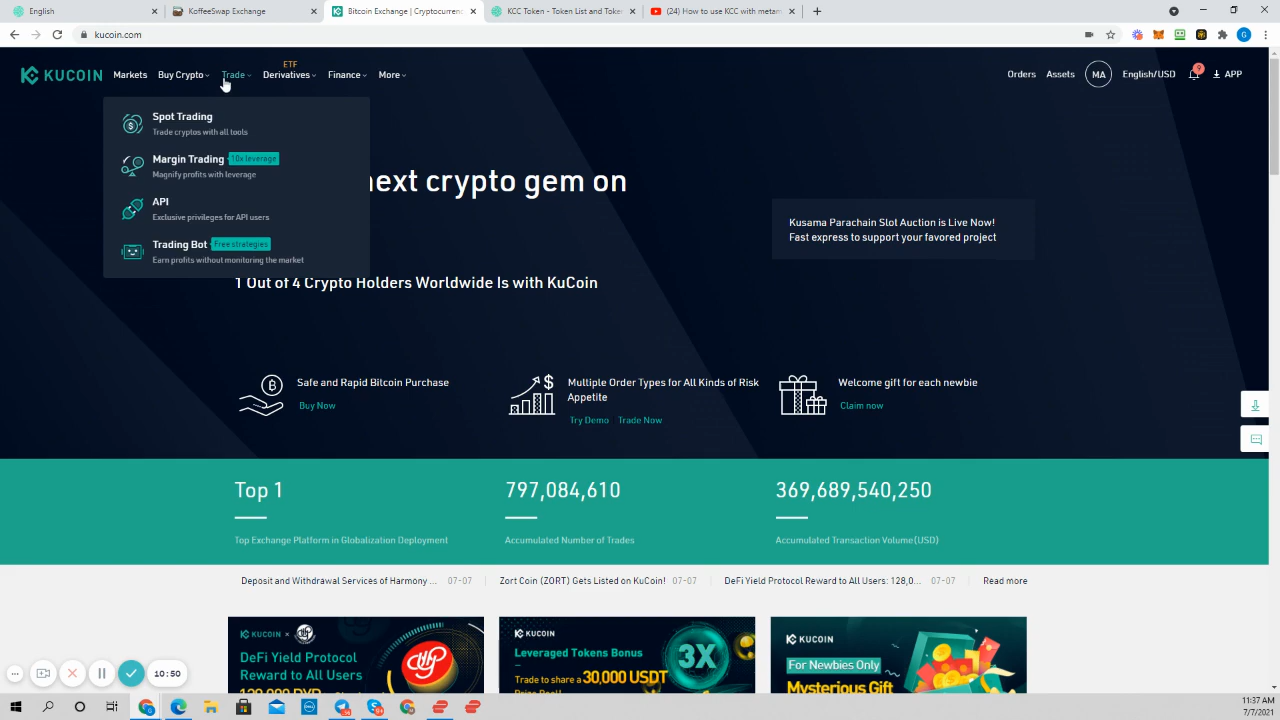 English
KoffeeSwap Exchange
Bitcoin Exchange | Cryptocurrenc
KCC Token - Token List and Token
(24) How to use KCC with metam
kucoin.com
KUCOIN
Markets
Buy Crypto
Trade
ETF
Derivatives
Finance
More
Orders
Assets
MA
English/USD
9
APP
Spot Trading
Trade cryptos with all tools
Margin Trading 10x leverage
Magnify profits with leverage
API
Exclusive privileges for API users
Trading Bot Free strategies
Earn profits without monitoring the market
next crypto gem on
1 Out of 4 Crypto Holders Worldwide Is with KuCoin
Kusama Parachain Slot Auction is Live Now!
Fast express to support your favored project
Safe and Rapid Bitcoin Purchase
Buy Now
Multiple Order Types for All Kinds of Risk
Appetite
Try Demo Trade Now
Welcome gift for each newbie
Claim now
Top 1
Top Exchange Platform in Globalization Deployment
797,084,610
Accumulated Number of Trades
369,689,540,250
Accumulated Transaction Volume(USD)
Deposit and Withdrawal Services of Harmony ... 07-07
Zort Coin (ZORT) Gets Listed on KuCoin! 07-07
DeFi Yield Protocol Reward to All Users: 128,0... 07-07
Read more
KUCOIN ×
DeFi Yield Protocol
Reward to All Users
KUCOIN
Leveraged Tokens Bonus
Trade to share a 30,000 USDT
3X
KUCOIN
For Newbies Only
Mysterious Gift
10:50
11:37 AM
7/7/2021